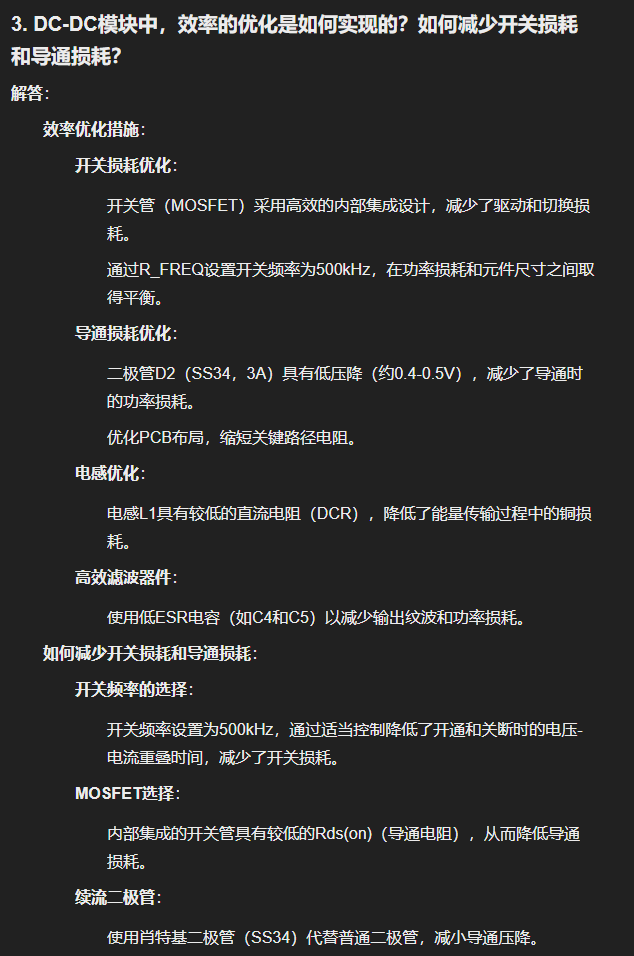 3. DC-DC模块中，效率的优化是如何实现的？如何减少开关损耗
和导通损耗？
解答：
效率优化措施：
开关损耗优化：
开关管（MOSFET）采用高效的内部集成设计，减少了驱动和切换损
耗。
通过R_FREQ设置开关频率为500kHz，在功率损耗和元件尺寸之间取
得平衡。
导通损耗优化：
二极管D2（SS34，3A）具有低压降（约0.4-0.5V），减少了导通时
的功率损耗。
优化PCB布局，缩短关键路径电阻。
电感优化：
电感L1具有较低的直流电阻（DCR），降低了能量传输过程中的铜损
耗。
高效滤波器件：
使用低ESR电容（如C4和C5）以减少输出纹波和功率损耗。
如何减少开关损耗和导通损耗：
开关频率的选择：
开关频率设置为500kHz，通过适当控制降低了开通和关断时的电压-
电流重叠时间，减少了开关损耗。
MOSFET选择：
内部集成的开关管具有较低的Rds(on)（导通电阻），从而降低导通
损耗。
续流二极管：
使用肖特基二极管（SS34）代替普通二极管，减小导通压降。